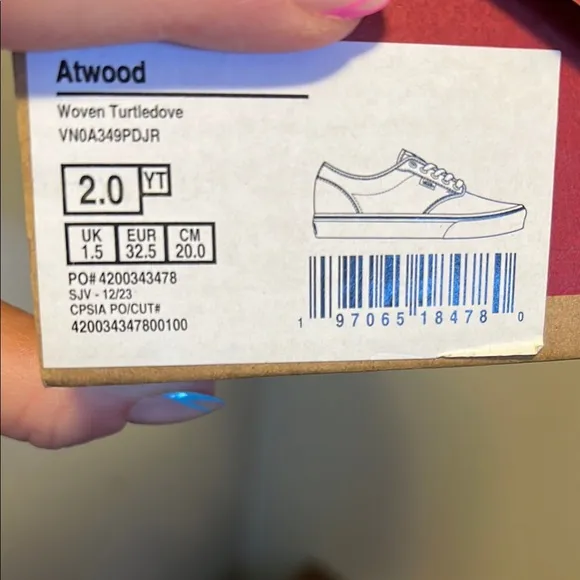 Atwood
Woven Turtledove
VN0A349PDJR
2.0 YT
UK EUR CM
1.5 32.5 20.0
PO# 4200343478
SJV - 12/23
CPSIA PO/CUT#
420034347800100
1 97065 18478 0